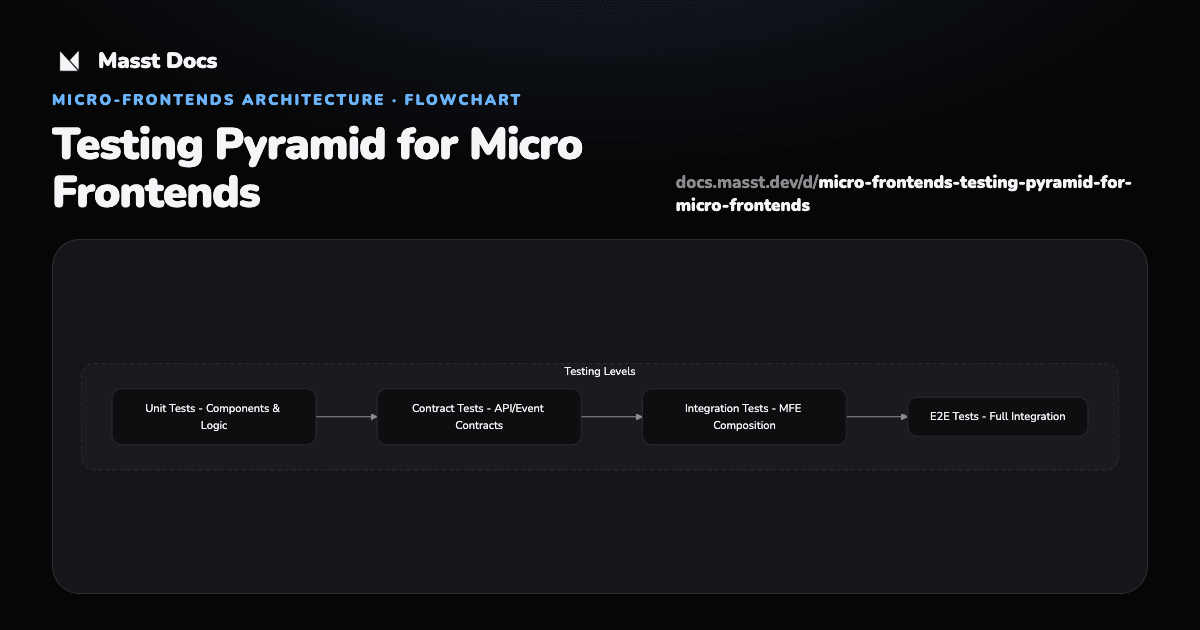 Masst Docs
MICRO-FRONTENDS ARCHITECTURE · FLOWCHART
Testing Pyramid for Micro
Frontends
docs.masst.dev/d/micro-frontends-testing-pyramid-for-
micro-frontends
Testing Levels
Unit Tests - Components &
Logic
Contract Tests - API/Event
Contracts
Integration Tests - MFE
Composition
E2E Tests - Full Integration